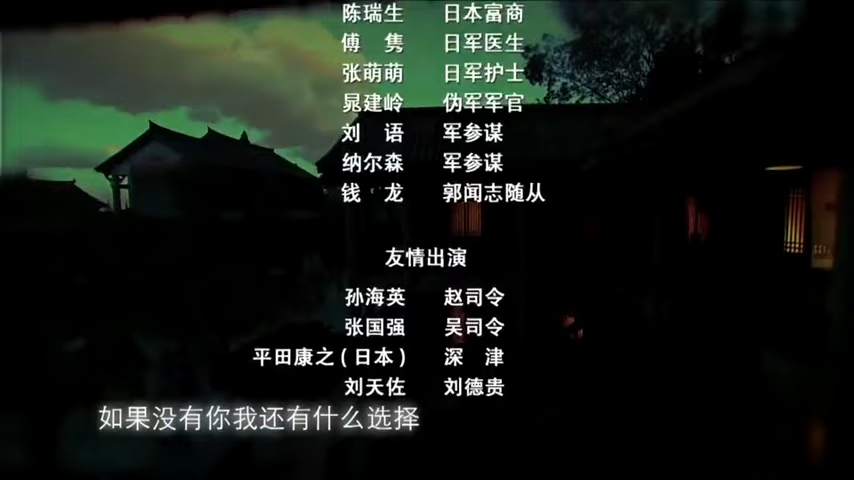 陈瑞生 日本富商
傅 隽 日军医生
张萌萌 日军护士
晁建岭 伪军军官
刘 语 军参谋
纳尔森 军参谋
钱 龙 郭闻志随从
友情出演
孙海英 赵司令
张国强 吴司令
平田康之(日本) 深 津
刘天佐 刘德贵
如果没有你我还有什么选择